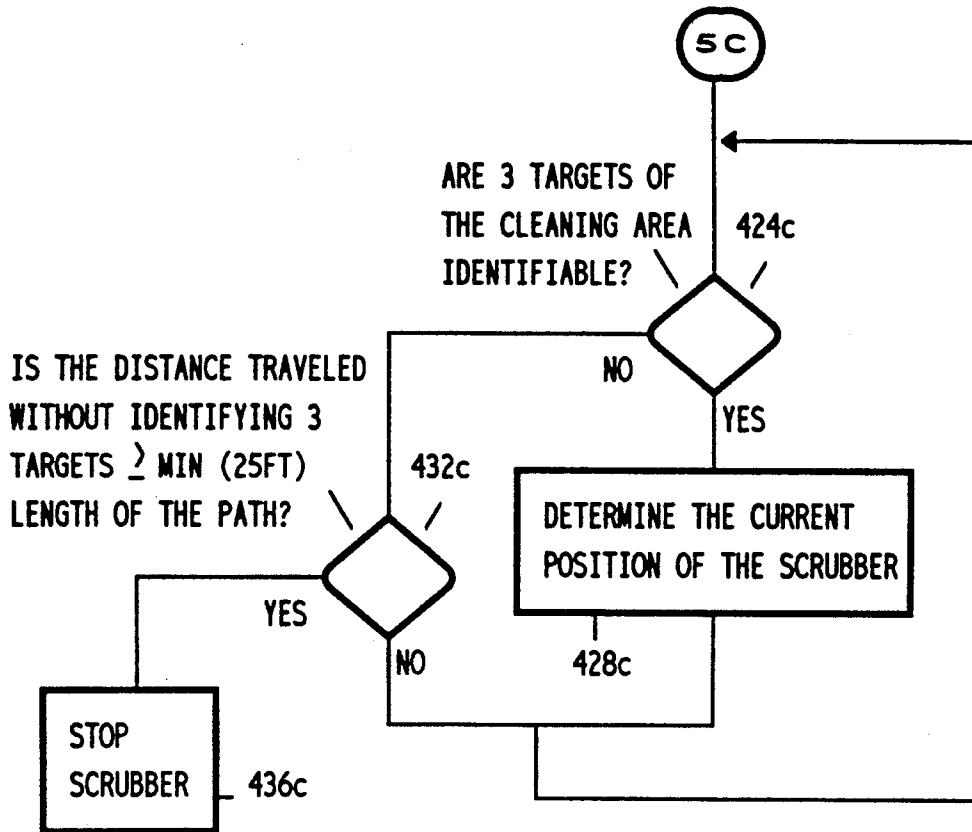 5C
ARE 3 TARGETS OF
THE CLEANING AREA
IDENTIFIABLE?
424c
NO
YES
IS THE DISTANCE TRAVELED
WITHOUT IDENTIFYING 3
TARGETS ≥ MIN (25FT)
LENGTH OF THE PATH?
432c
DETERMINE THE CURRENT
POSITION OF THE SCRUBBER
428c
YES
NO
STOP
SCRUBBER
436c